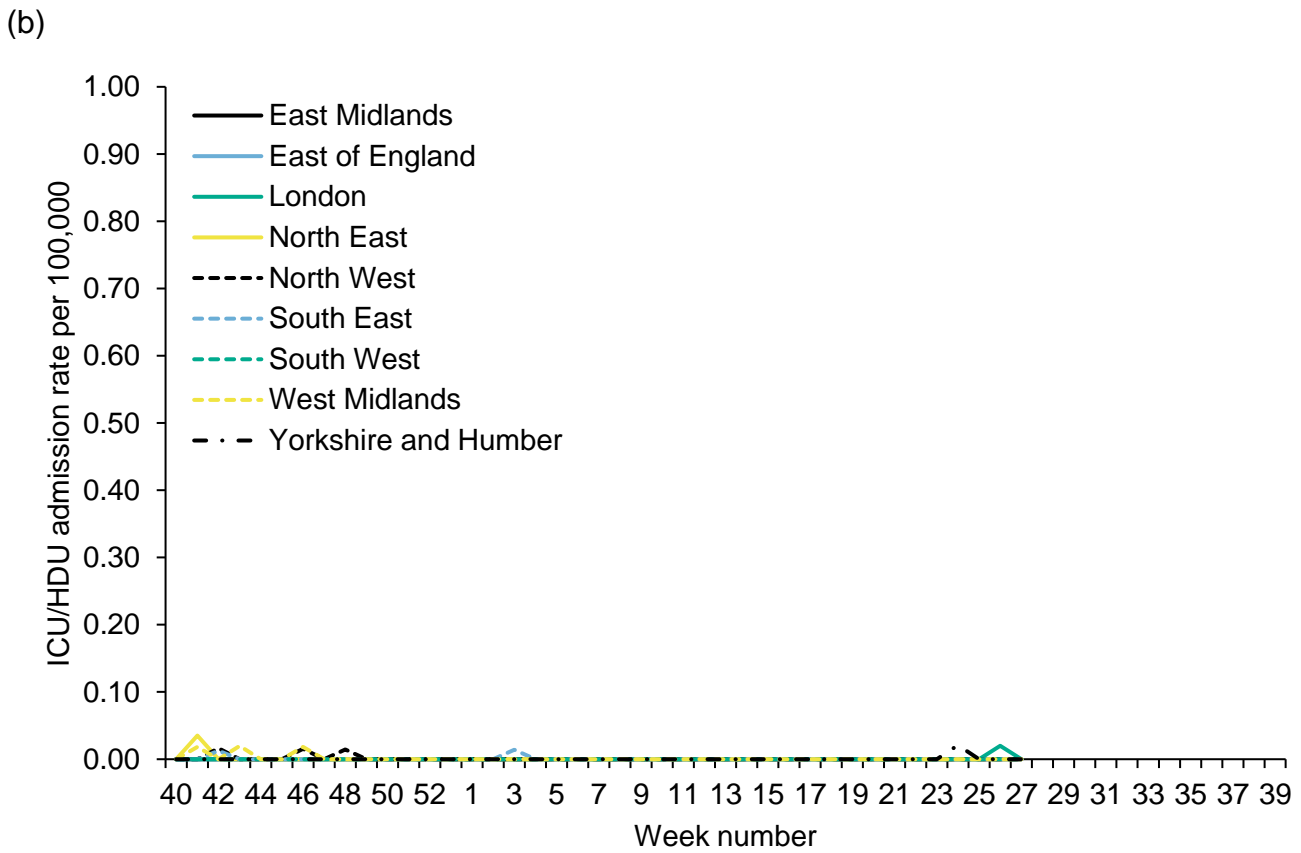 (b)
1.00
0.90
0.80
0.70
0.60
0.50
0.40
0.30
0.20
0.10
0.00
ICU/HDU admission rate per 100,000
East Midlands
East of England
London
North East
North West
South East
South West
West Midlands
Yorkshire and Humber
40 42 44 46 48 50 52 1 3 5 7 9 11 13 15 17 19 21 23 25 27 29 31 33 35 37 39
Week number